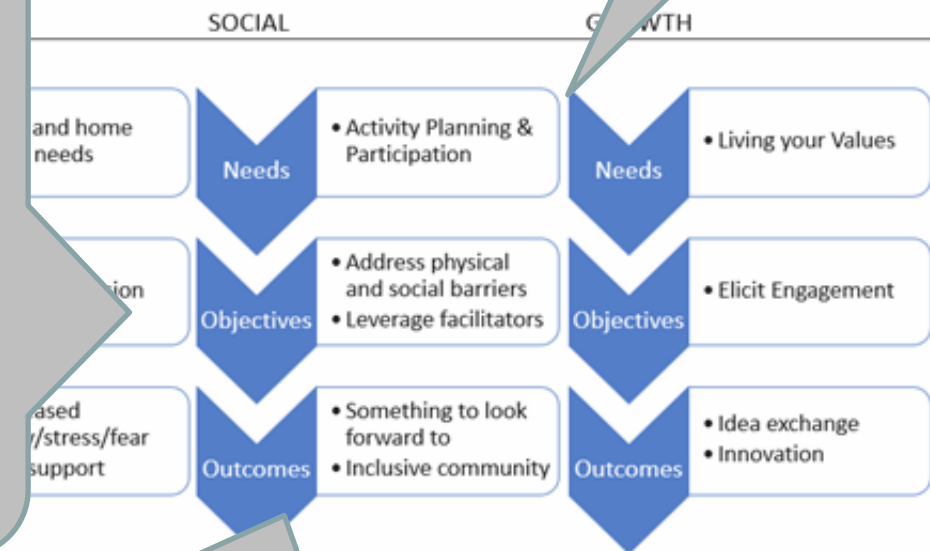 SOCIAL
and home
needs
Needs
• Activity Planning &
Participation
Needs
• Living your Values
Objectives
• Address physical
and social barriers
• Leverage facilitators
Objectives
• Elicit Engagement
/stress/fear
support
Outcomes
• Something to look
forward to
• Inclusive community
Outcomes
• Idea exchange
• Innovation